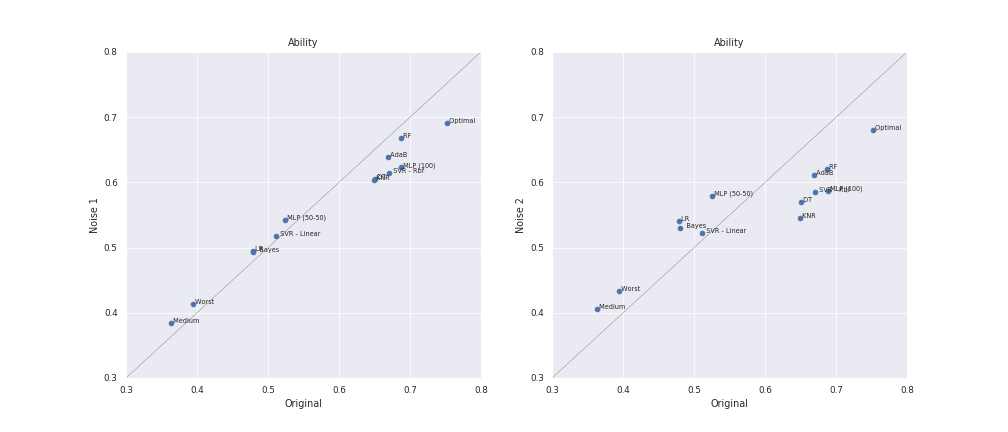 Ability
0.8
0.7
0.6
0.5
0.4
0.3
Noise 1
Optimal
RF
AdaB
MLP (100)
SVR - Rbf
DT
KNR
MLP (50-50)
SVR - Linear
LR
Bayes
Worst
Medium
0.3 0.4 0.5 0.6 0.7 0.8
Original
Ability
0.8
0.7
0.6
0.5
0.4
0.3
Noise 2
Optimal
RF
AdaB
SVR - Rbf
MLP (100)
MLP (50-50)
DT
KNR
LR
Bayes
SVR - Linear
Worst
Medium
0.3 0.4 0.5 0.6 0.7 0.8
Original